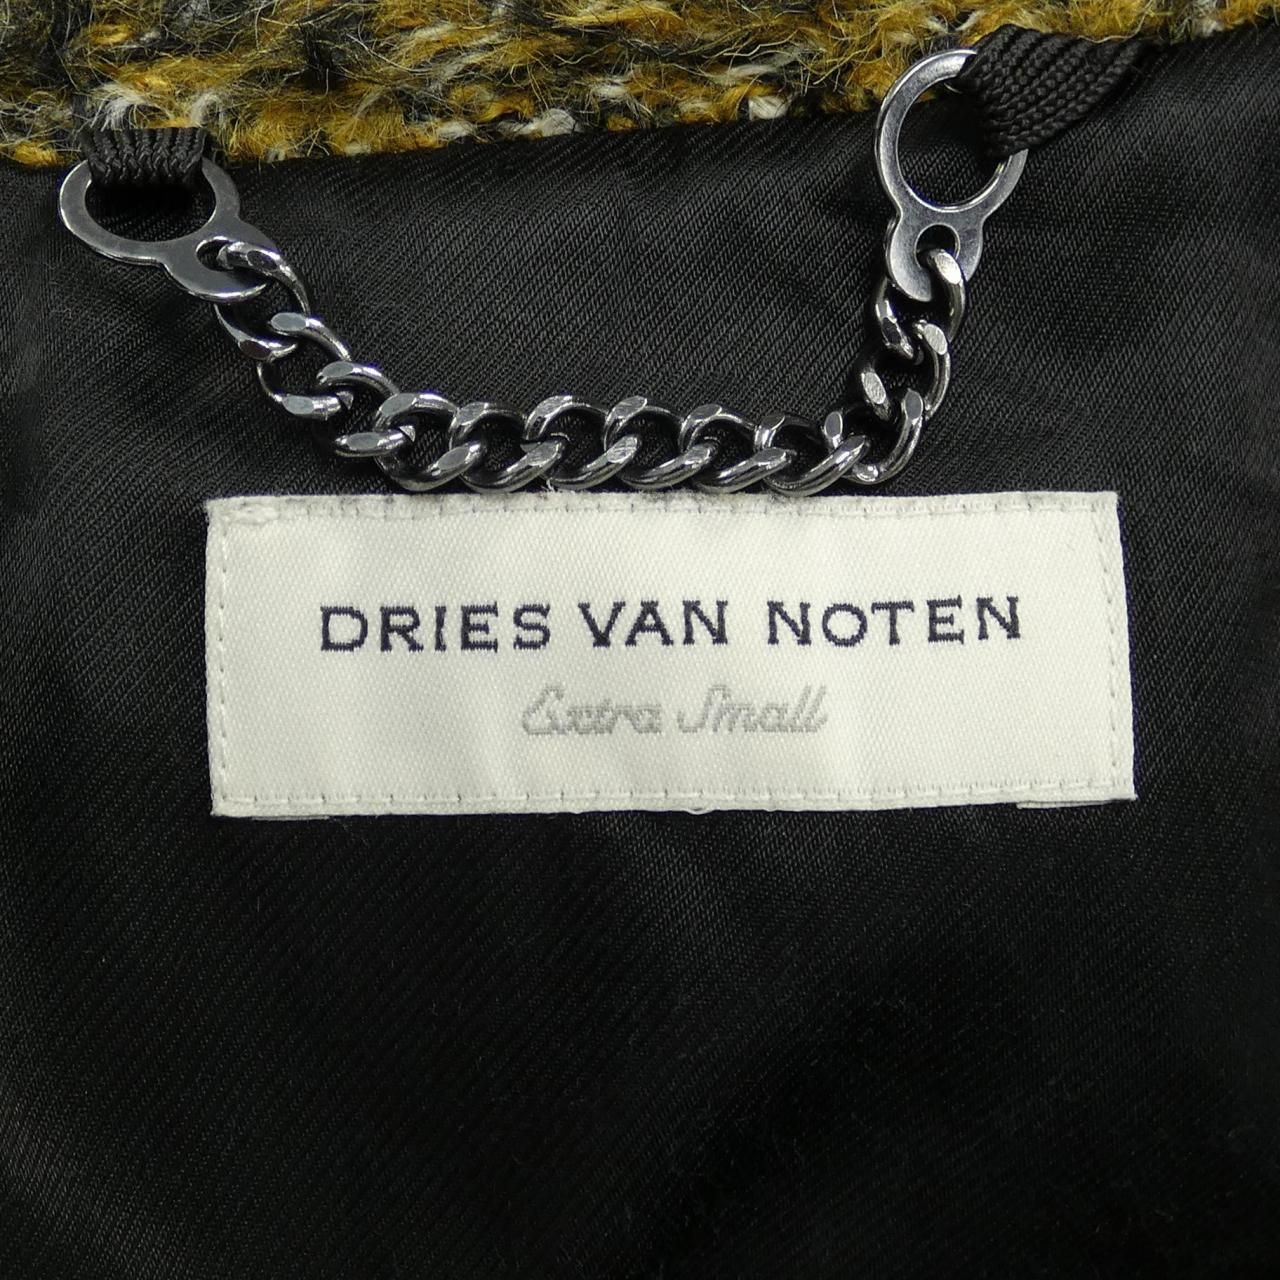 DRIES VAN NOTEN
Extra Small